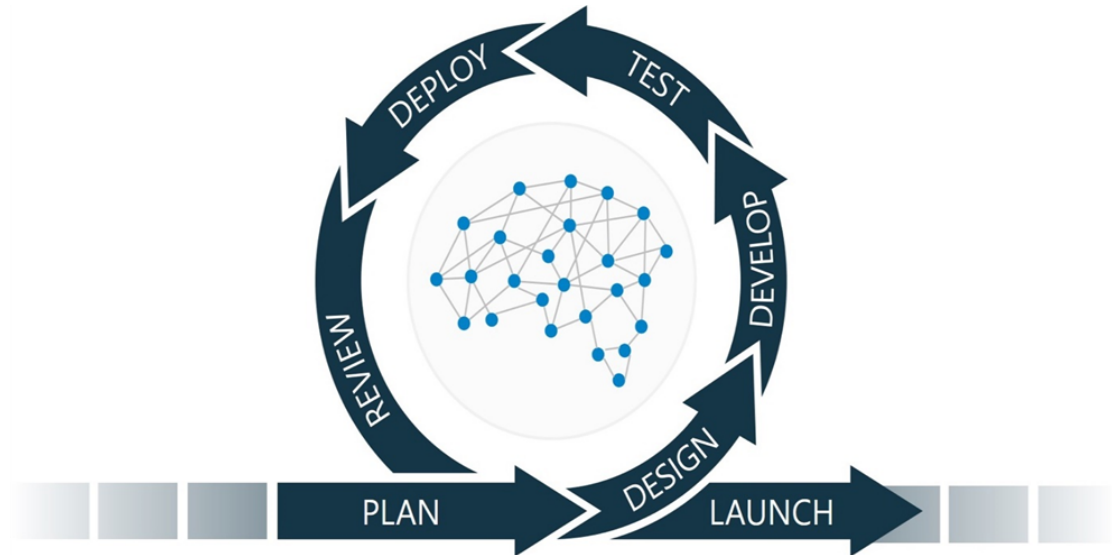 PLAN
DESIGN
DEVELOP
TEST
DEPLOY
REVIEW
LAUNCH